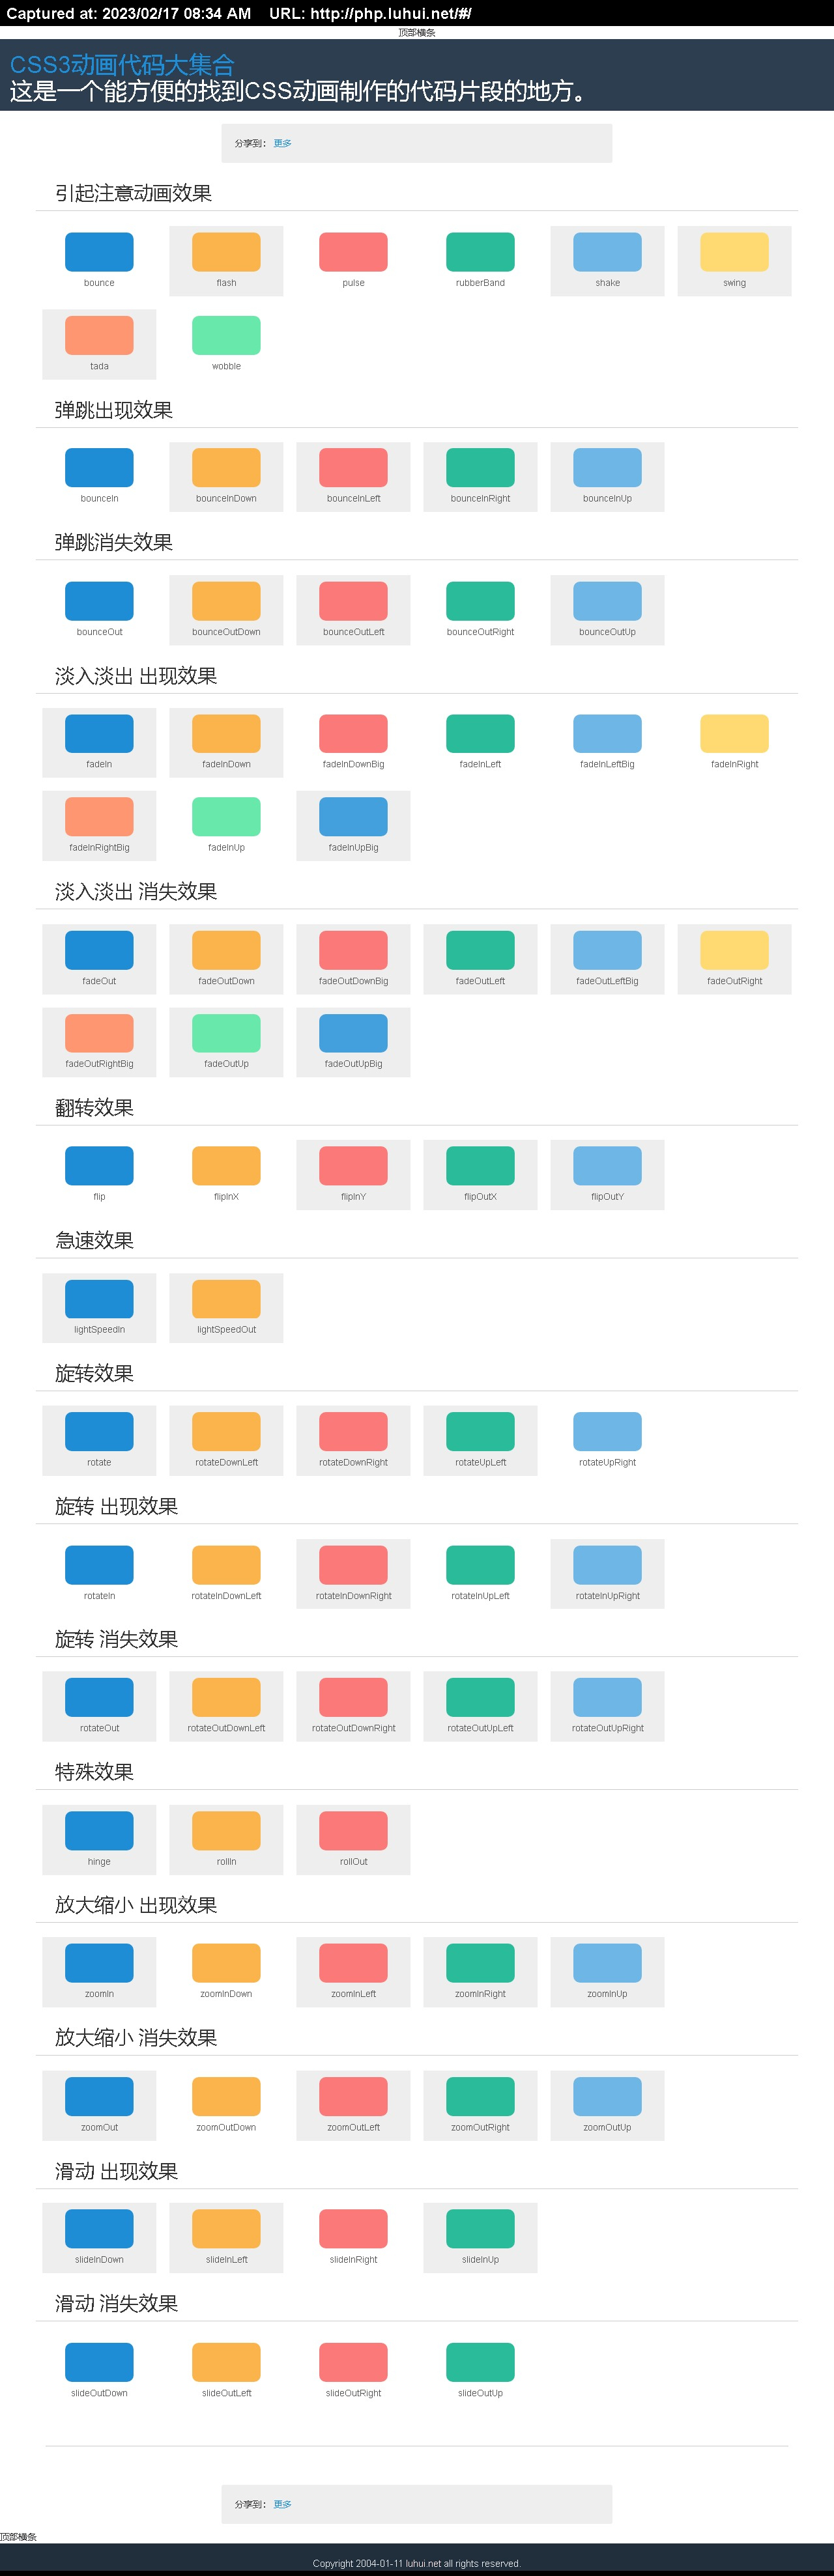 Captured at: 2023/02/17 08:34 AM    URL: http://php.luhui.net/#/
顶部横条
CSS3动画代码大集合
这是一个能方便的找到CSS动画制作的代码片段的地方。
分享到： 更多
引起注意动画效果
bounce flash pulse rubberBand shake swing
tada wobble
弹跳出现效果
bounceIn bounceInDown bounceInLeft bounceInRight bounceInUp
弹跳消失效果
bounceOut bounceOutDown bounceOutLeft bounceOutRight bounceOutUp
淡入淡出 出现效果
fadeIn fadeInDown fadeInDownBig fadeInLeft fadeInLeftBig fadeInRight
fadeInRightBig fadeInUp fadeInUpBig
淡入淡出 消失效果
fadeOut fadeOutDown fadeOutDownBig fadeOutLeft fadeOutLeftBig fadeOutRight
fadeOutRightBig fadeOutUp fadeOutUpBig
翻转效果
flip flipInX flipInY flipOutX flipOutY
急速效果
lightSpeedIn lightSpeedOut
旋转效果
rotate rotateDownLeft rotateDownRight rotateUpLeft rotateUpRight
旋转 出现效果
rotateIn rotateInDownLeft rotateInDownRight rotateInUpLeft rotateInUpRight
旋转 消失效果
rotateOut rotateOutDownLeft rotateOutDownRight rotateOutUpLeft rotateOutUpRight
特殊效果
hinge rollIn rollOut
放大缩小 出现效果
zoomIn zoomInDown zoomInLeft zoomInRight zoomInUp
放大缩小 消失效果
zoomOut zoomOutDown zoomOutLeft zoomOutRight zoomOutUp
滑动 出现效果
slideInDown slideInLeft slideInRight slideInUp
滑动 消失效果
slideOutDown slideOutLeft slideOutRight slideOutUp
分享到： 更多
顶部横条
Copyright 2004-01-11 luhui.net all rights reserved.